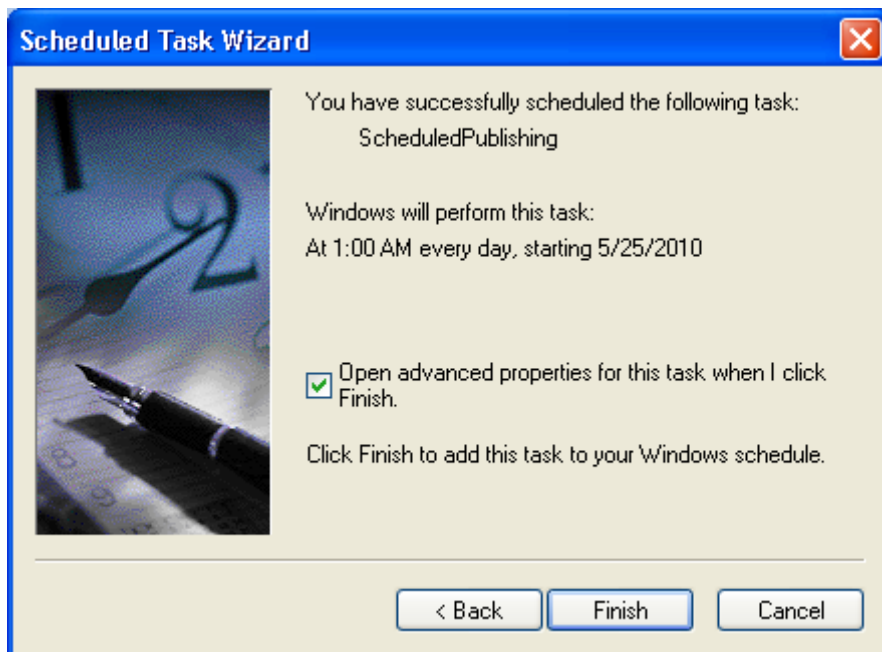 Scheduled Task Wizard
You have successfully scheduled the following task:
ScheduledPublishing
Windows will perform this task:
At 1:00 AM every day, starting 5/25/2010
Open advanced properties for this task when I click
Finish.
Click Finish to add this task to your Windows schedule.
< Back
Finish
Cancel